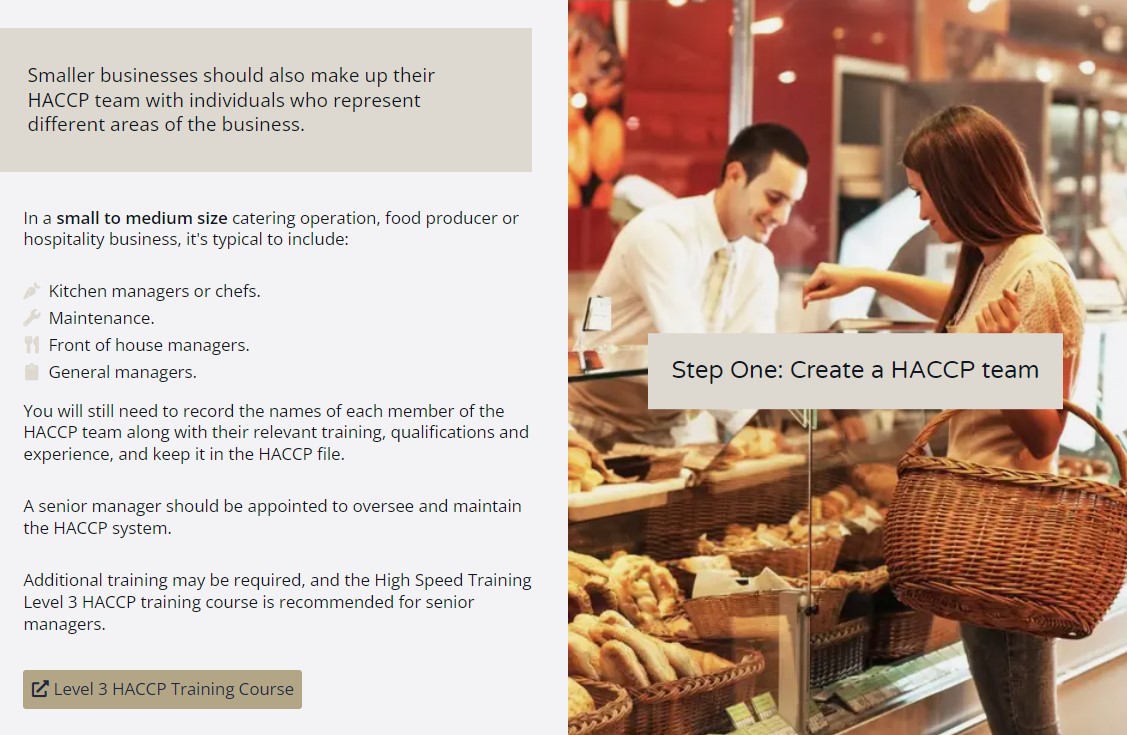 Smaller businesses should also make up their
HACCP team with individuals who represent
different areas of the business.
In a small to medium size catering operation, food producer or
hospitality business, it's typical to include:
Kitchen managers or chefs.
Maintenance.
Front of house managers.
General managers.
You will still need to record the names of each member of the
HACCP team along with their relevant training, qualifications and
experience, and keep it in the HACCP file.
A senior manager should be appointed to oversee and maintain
the HACCP system.
Additional training may be required, and the High Speed Training
Level 3 HACCP training course is recommended for senior
managers.
Level 3 HACCP Training Course
Step One: Create a HACCP team